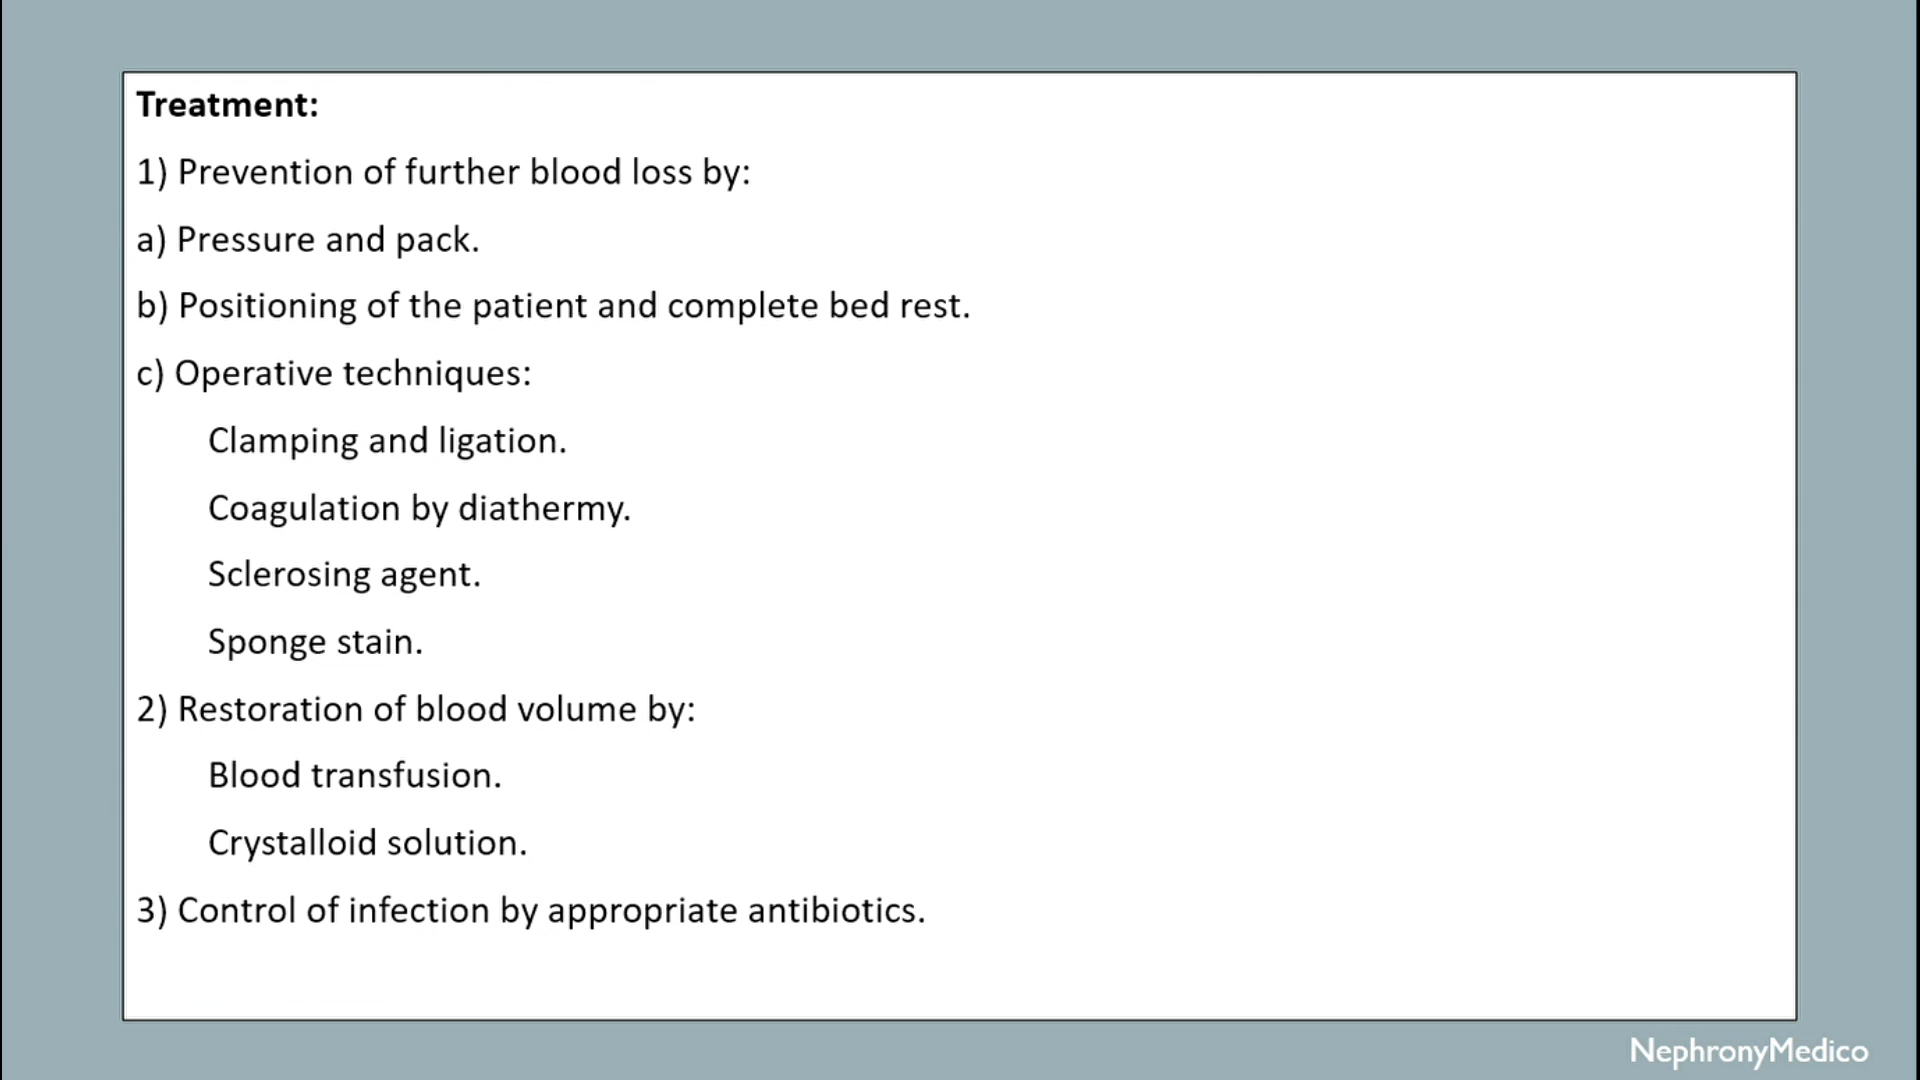 Treatment:
1) Prevention of further blood loss by:
a) Pressure and pack.
b) Positioning of the patient and complete bed rest.
c) Operative techniques:
Clamping and ligation.
Coagulation by diathermy.
Sclerosing agent.
Sponge stain.
2) Restoration of blood volume by:
Blood transfusion.
Crystalloid solution.
3) Control of infection by appropriate antibiotics.
NephronyMedico